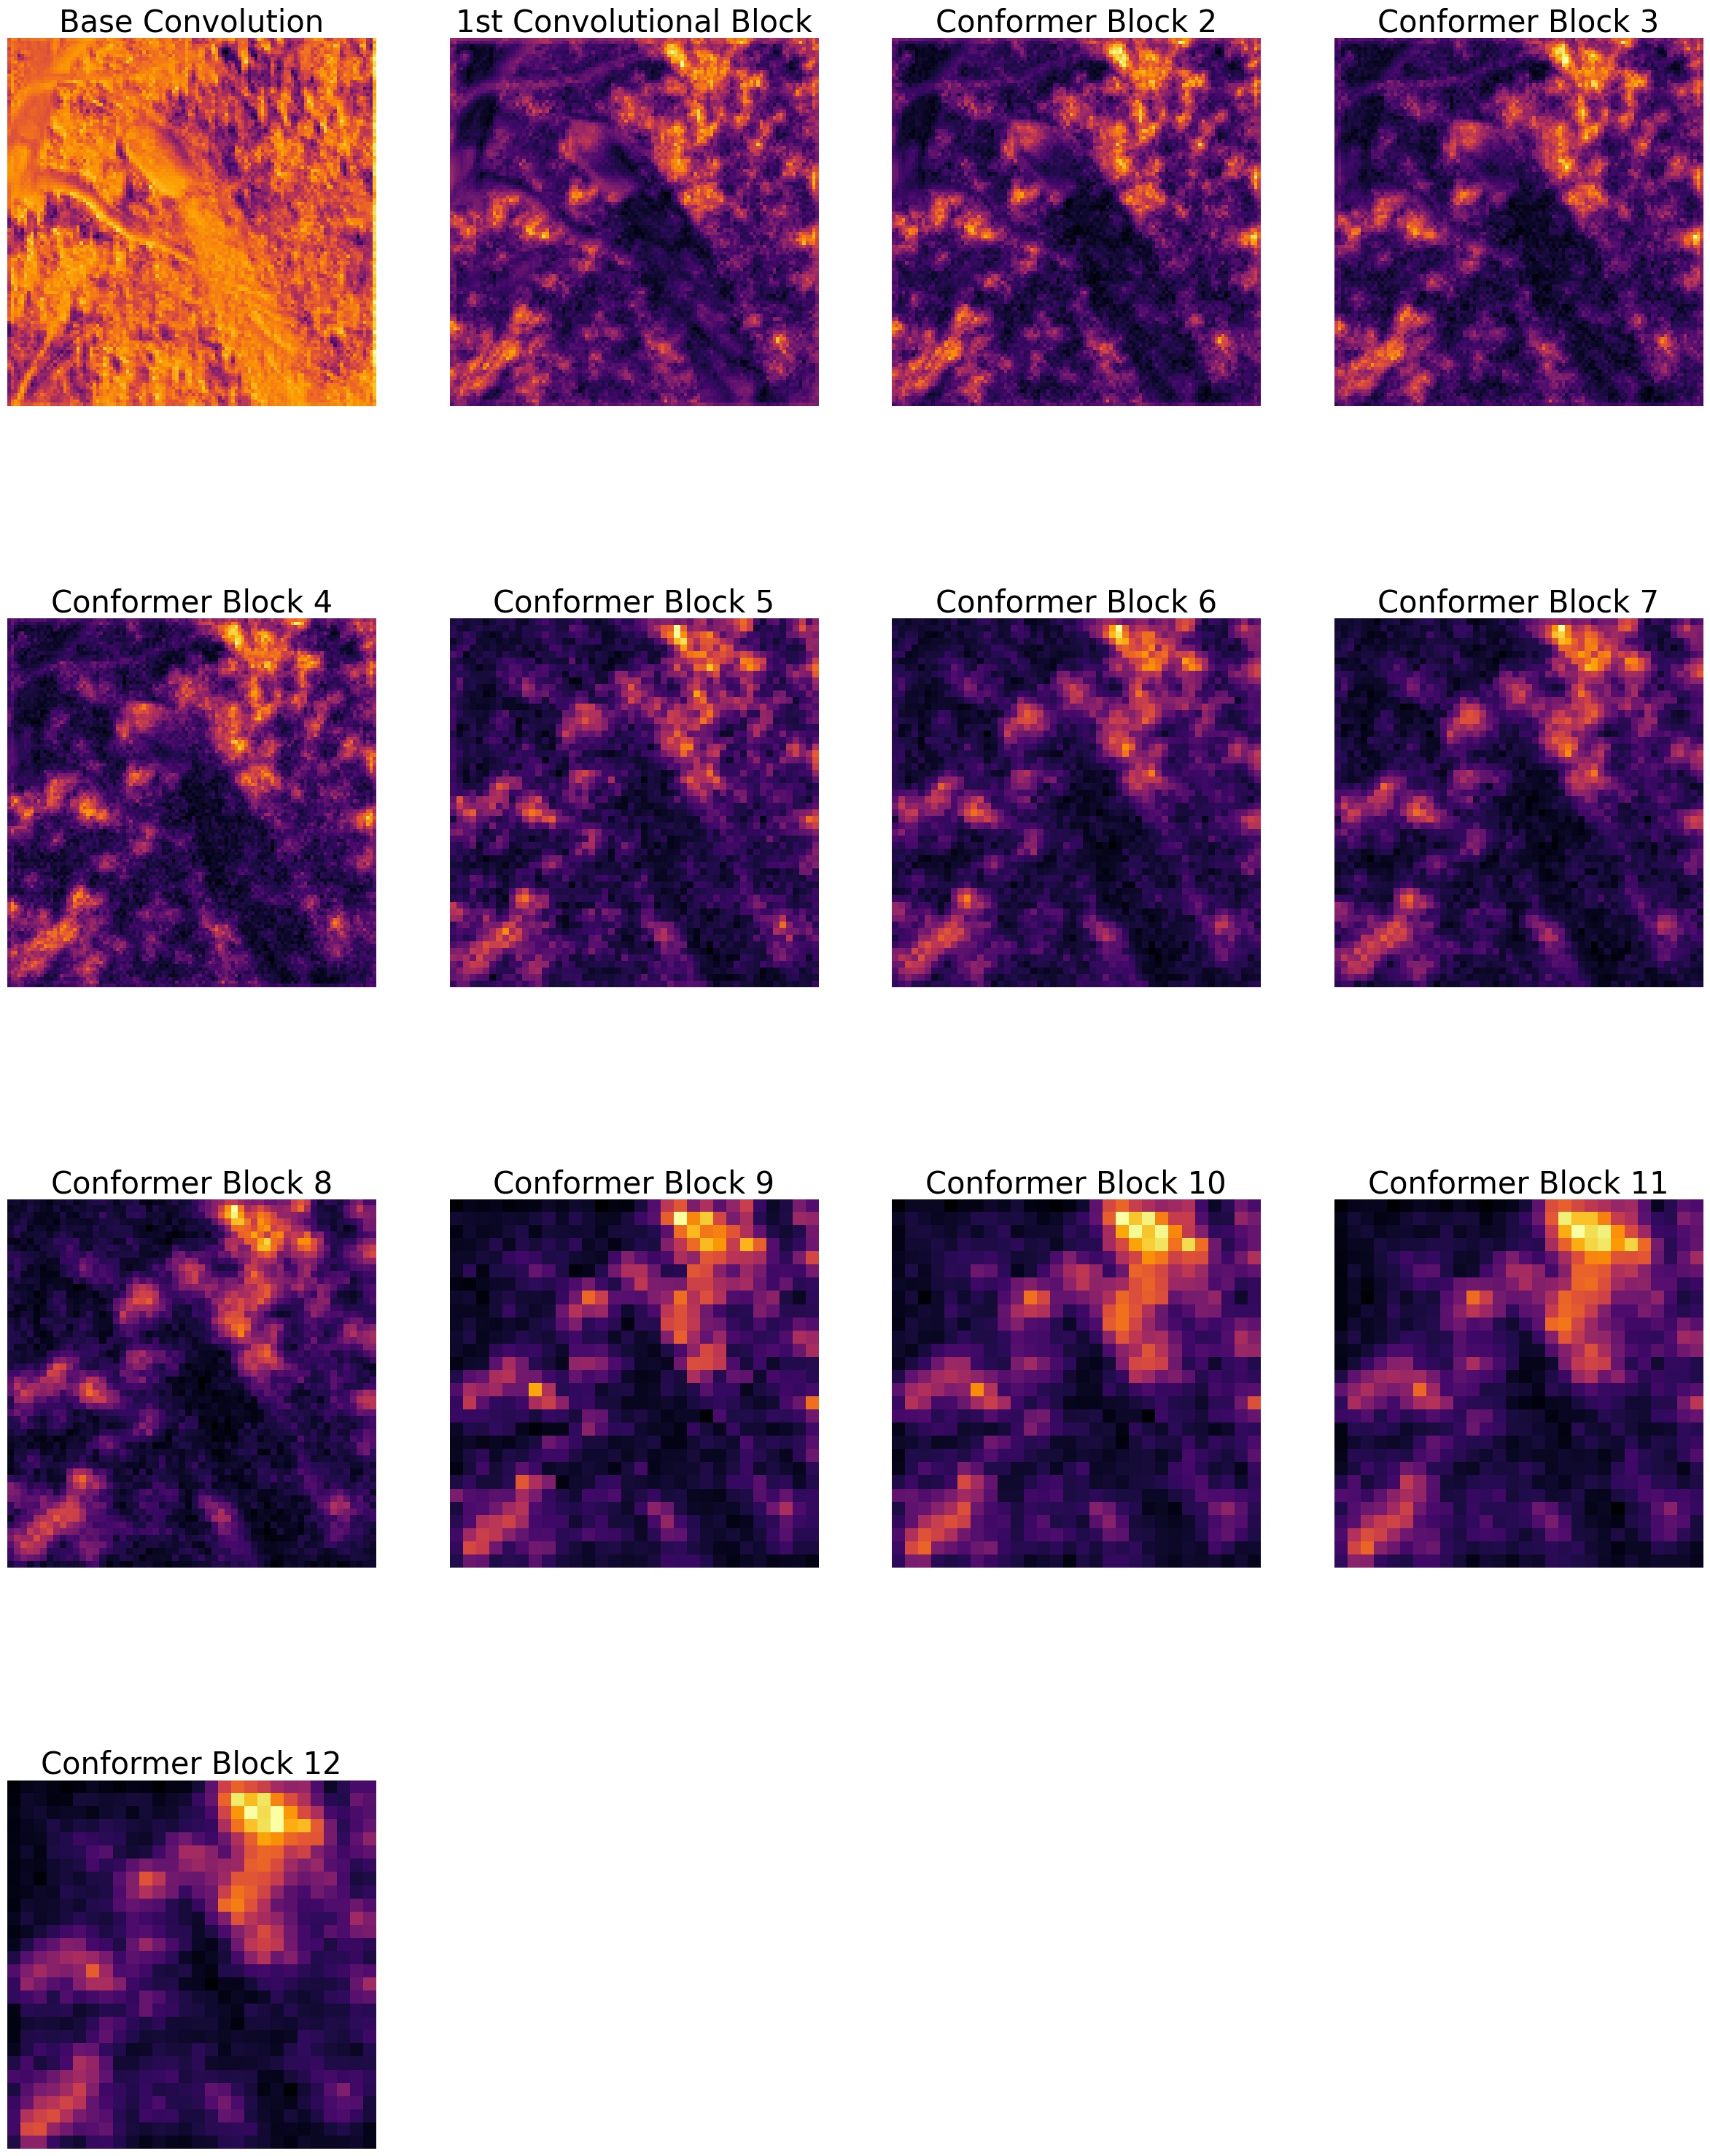 Base Convolution
1st Convolutional Block
Conformer Block 2
Conformer Block 3
Conformer Block 4
Conformer Block 5
Conformer Block 6
Conformer Block 7
Conformer Block 8
Conformer Block 9
Conformer Block 10
Conformer Block 11
Conformer Block 12